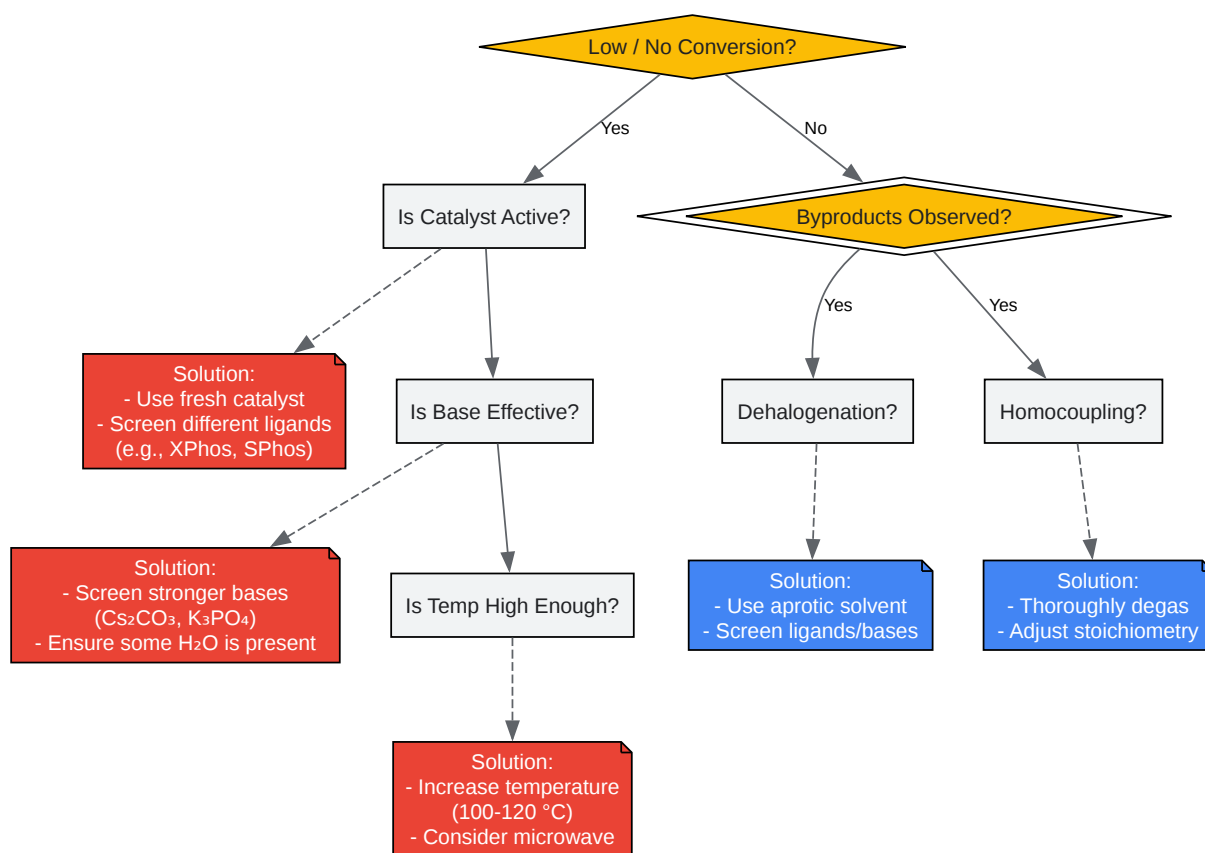 Low / No Conversion?
Yes
No
Is Catalyst Active?
Byproducts Observed?
Yes
Yes
Solution:
- Use fresh catalyst
- Screen different ligands
(e.g., XPhos, SPhos)
Is Base Effective?
Dehalogenation?
Homocoupling?
Solution:
- Screen stronger bases
(Cs₂CO₃, K₃PO₄)
- Ensure some H₂O is present
Is Temp High Enough?
Solution:
- Use aprotic solvent
- Screen ligands/bases
Solution:
- Thoroughly degas
- Adjust stoichiometry
Solution:
- Increase temperature
(100-120 °C)
- Consider microwave